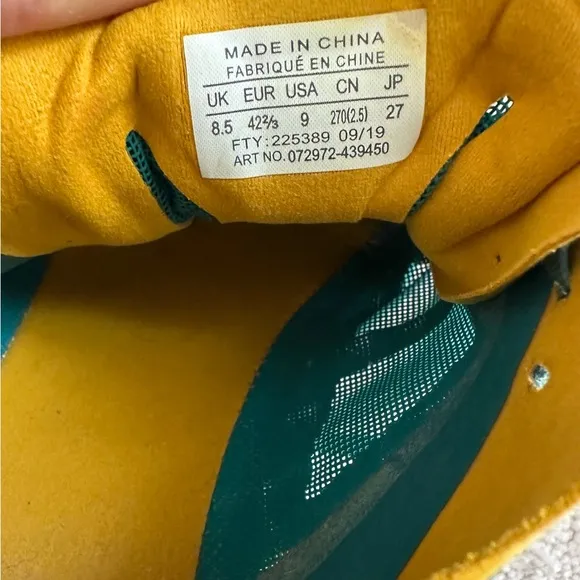 MADE IN CHINA
FABRIQUÉ EN CHINE
UK EUR USA CN JP
8.5 42⅔ 9 270(2.5) 27
FTY: 225389 09/19
ART NO. 072972-439450